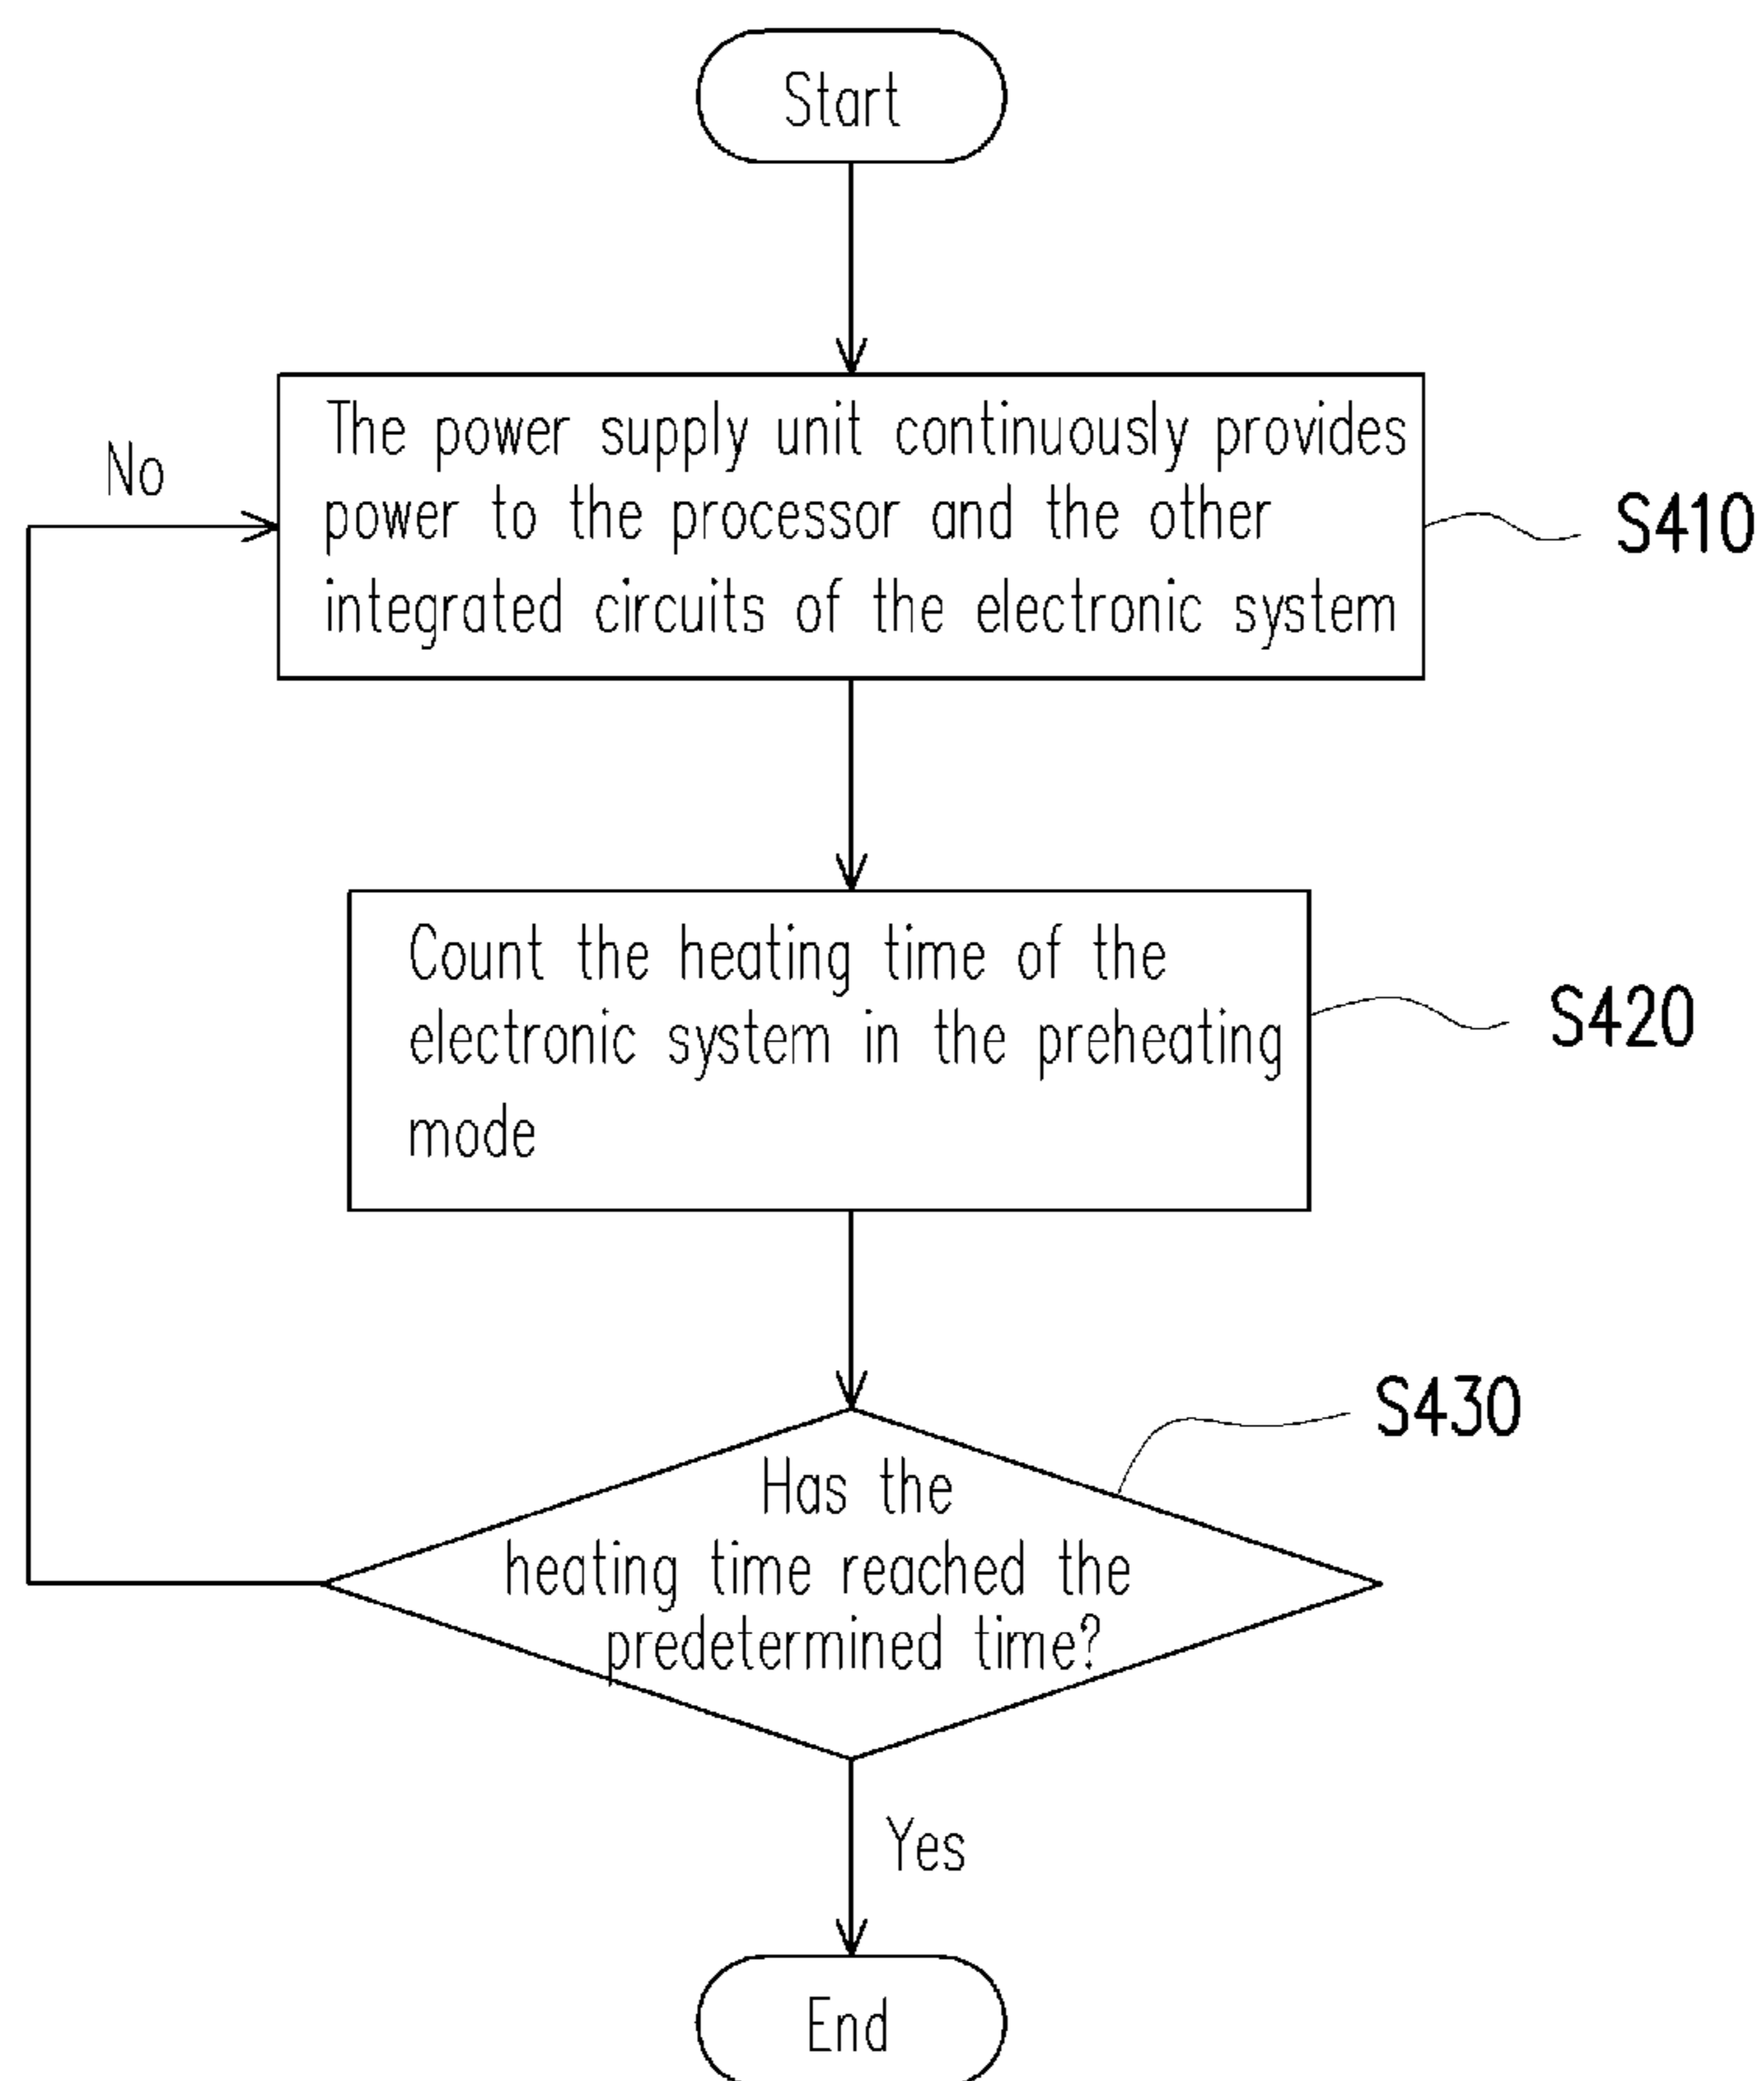 Start
The power supply unit continuously provides
power to the processor and the other
integrated circuits of the electronic system
S410
No
Count the heating time of the
electronic system in the preheating
mode
S420
Has the
heating time reached the
predetermined time?
S430
Yes
End